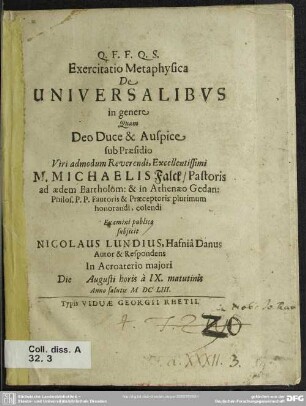 Q. F. F. Q. S.
Exercitatio Metaphysica
De
UNIVERSALIBVS
in genere
Quam
Deo Duce & Auspice
sub Præsidio
Viri admodum Reverendi, Excellentissimi
M. MICHAELIS Falck / Pastoris
ad ædem Bartholom: & in Athenæo Gedan:
Philos. P. P. Fautoris & Præceptoris plurimum
honorandi, colendi
Examini publico
subjicit
NICOLAUS LUNDIUS, Hafniâ Danus
Autor & Respondens
In Acroaterio majori
Die Augusti horis à IX. matutinis
Anno salutis M DC LIII.
Typis VIDUÆ GEORGII RHETII.
XXXII. 3
Coll. diss. A
32, 3